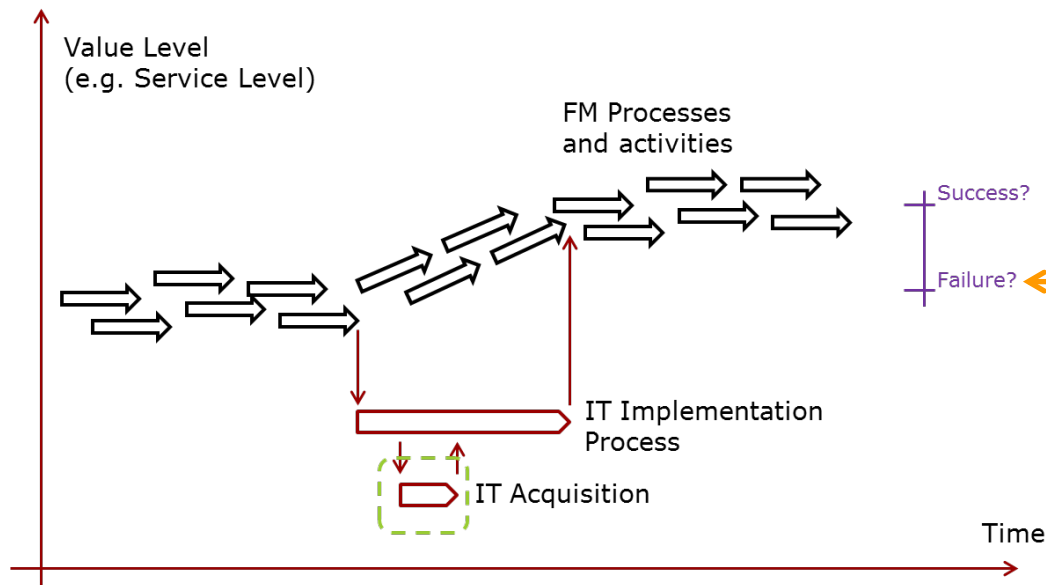 Value Level
(e.g. Service Level)
FM Processes
and activities
Success?
Failure?
IT Implementation
Process
IT Acquisition
Time